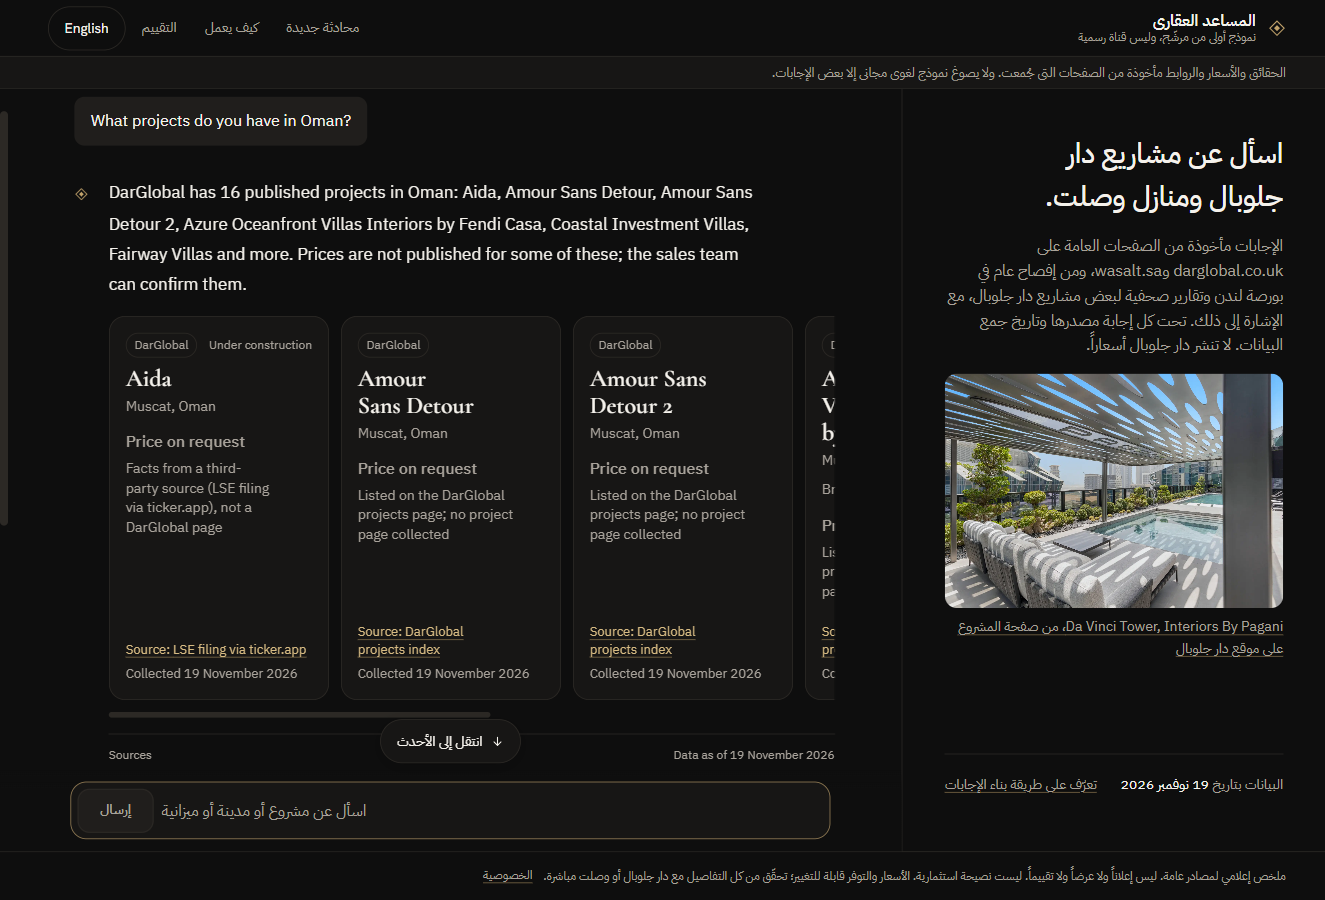 المساعد العقاري
نموذج أولي من مرشّح، وليس قناة رسمية
محادثة جديدة
كيف يعمل
التقييم
English
الحقائق والأسعار والروابط مأخوذة من الصفحات التي جُمعت. ولا يصوغ نموذج لغوي مجاني إلا بعض الإجابات.
اسأل عن مشاريع دار
جلوبال ومنازل وصلت.
الإجابات مأخوذة من الصفحات العامة على
darglobal.co.uk وwasalt.sa، ومن إفصاح عام في
بورصة لندن وتقارير صحفية لبعض مشاريع دار جلوبال، مع
الإشارة إلى ذلك. تحت كل إجابة مصدرها وتاريخ جمع
البيانات. لا تنشر دار جلوبال أسعاراً.
Da Vinci Tower, Interiors By Pagani، من صفحة المشروع
على موقع دار جلوبال
البيانات بتاريخ 19 نوفمبر 2026
تعرّف على طريقة بناء الإجابات
What projects do you have in Oman?
DarGlobal has 16 published projects in Oman: Aida, Amour Sans Detour, Amour Sans
Detour 2, Azure Oceanfront Villas Interiors by Fendi Casa, Coastal Investment Villas,
Fairway Villas and more. Prices are not published for some of these; the sales team
can confirm them.
DarGlobal
Under construction
Aida
Muscat, Oman
Price on request
Facts from a third-
party source (LSE filing
via ticker.app), not a
DarGlobal page
Source: LSE filing via ticker.app
Collected 19 November 2026
DarGlobal
Amour
Sans Detour
Muscat, Oman
Price on request
Listed on the DarGlobal
projects page; no project
page collected
Source: DarGlobal
projects index
Collected 19 November 2026
DarGlobal
Amour Sans
Detour 2
Muscat, Oman
Price on request
Listed on the DarGlobal
projects page; no project
page collected
Source: DarGlobal
projects index
Collected 19 November 2026
انتقل إلى الأحدث
Sources
Data as of 19 November 2026
اسأل عن مشروع أو مدينة أو ميزانية
إرسال
ملخص إعلامي لمصادر عامة. ليس إعلاناً ولا عرضاً ولا تقييماً. ليست نصيحة استثمارية. الأسعار والتوفر قابلة للتغيير؛ تحقّق من كل التفاصيل مع دار جلوبال أو وصلت مباشرة.
الخصوصية